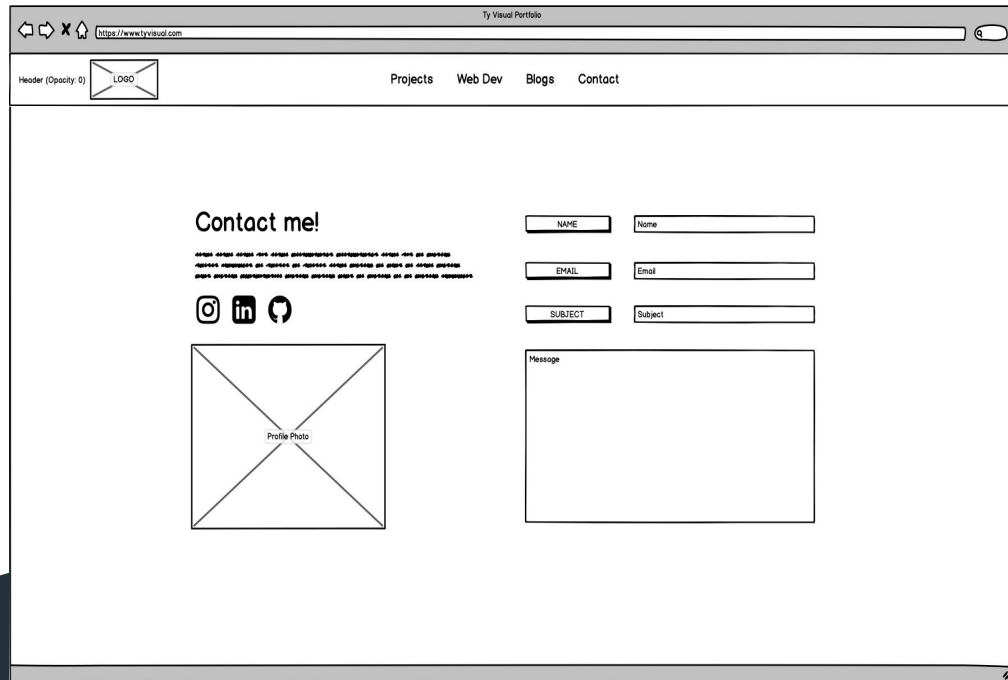 Ty Visual Portfolio
https://www.tyvisual.com
Header (Opacity: 0)
LOGO
Projects Web Dev Blogs Contact
Contact me!
in
Profile Photo
NAME
Name
EMAIL
Email
SUBJECT
Subject
Message